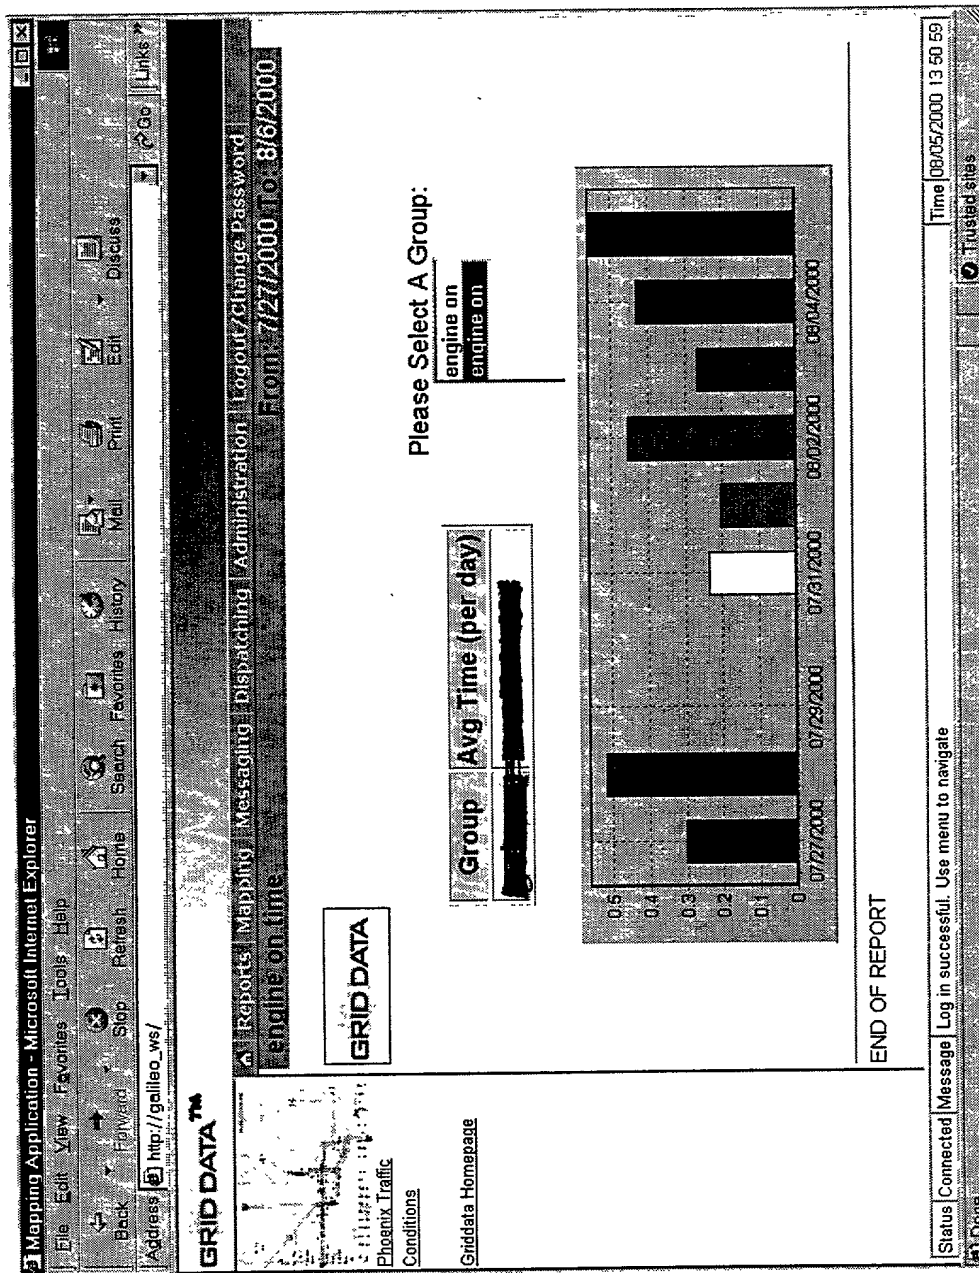 Mapping Application - Microsoft Internet Explorer
File Edit View Favorites Tools Help
Back Forward Stop Refresh Home Search Favorites History Mail Print Edit Discuss
Address http://galileo_ws/ Go Links »
GRID DATA™
Reports Mapping Messaging Dispatching Administration Logout/Change Password
engine on time From: 7/27/2000 To: 8/6/2000
Phoenix Traffic
Conditions
Griddata Homepage
GRID DATA
Group Avg Time (per day)
Please Select A Group:
engine on
engine on
0.5
0.4
0.3
0.2
0.1
0
07/27/2000 07/29/2000 07/31/2000 08/02/2000 08/04/2000
END OF REPORT
Status Connected Message Log in successful. Use menu to navigate Time 08/05/2000 13 50 59
Done Trusted sites